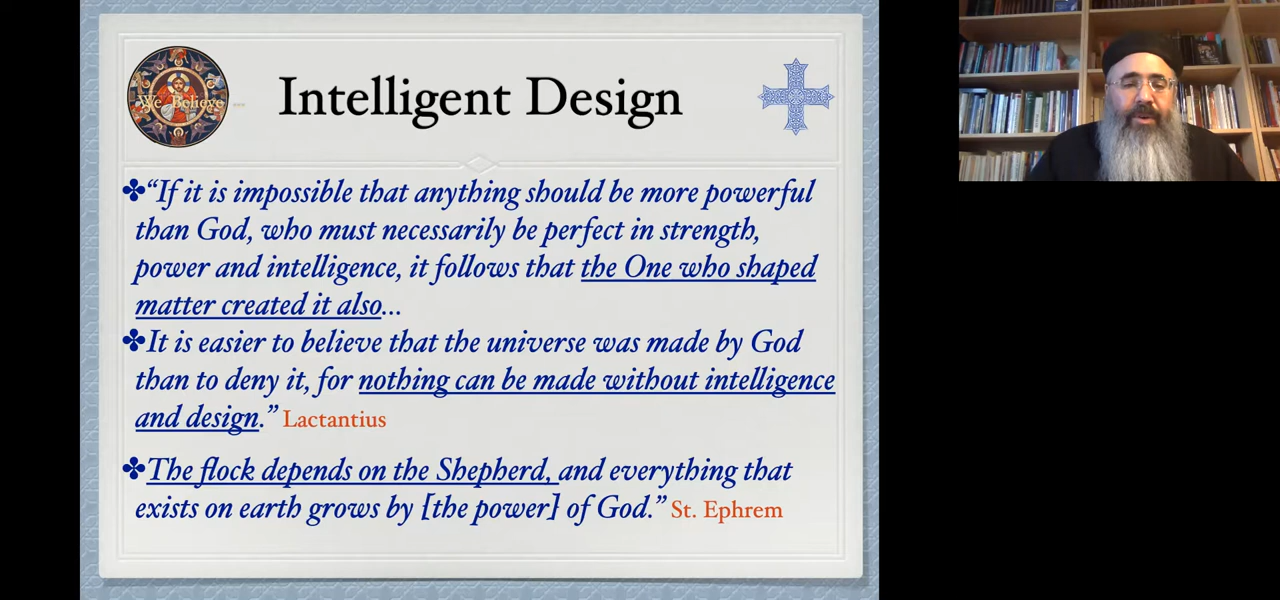 We Believe ...
Intelligent Design
✤“If it is impossible that anything should be more powerful
than God, who must necessarily be perfect in strength,
power and intelligence, it follows that the One who shaped
matter created it also...
✤It is easier to believe that the universe was made by God
than to deny it, for nothing can be made without intelligence
and design.” Lactantius
✤The flock depends on the Shepherd, and everything that
exists on earth grows by [the power] of God.” St. Ephrem